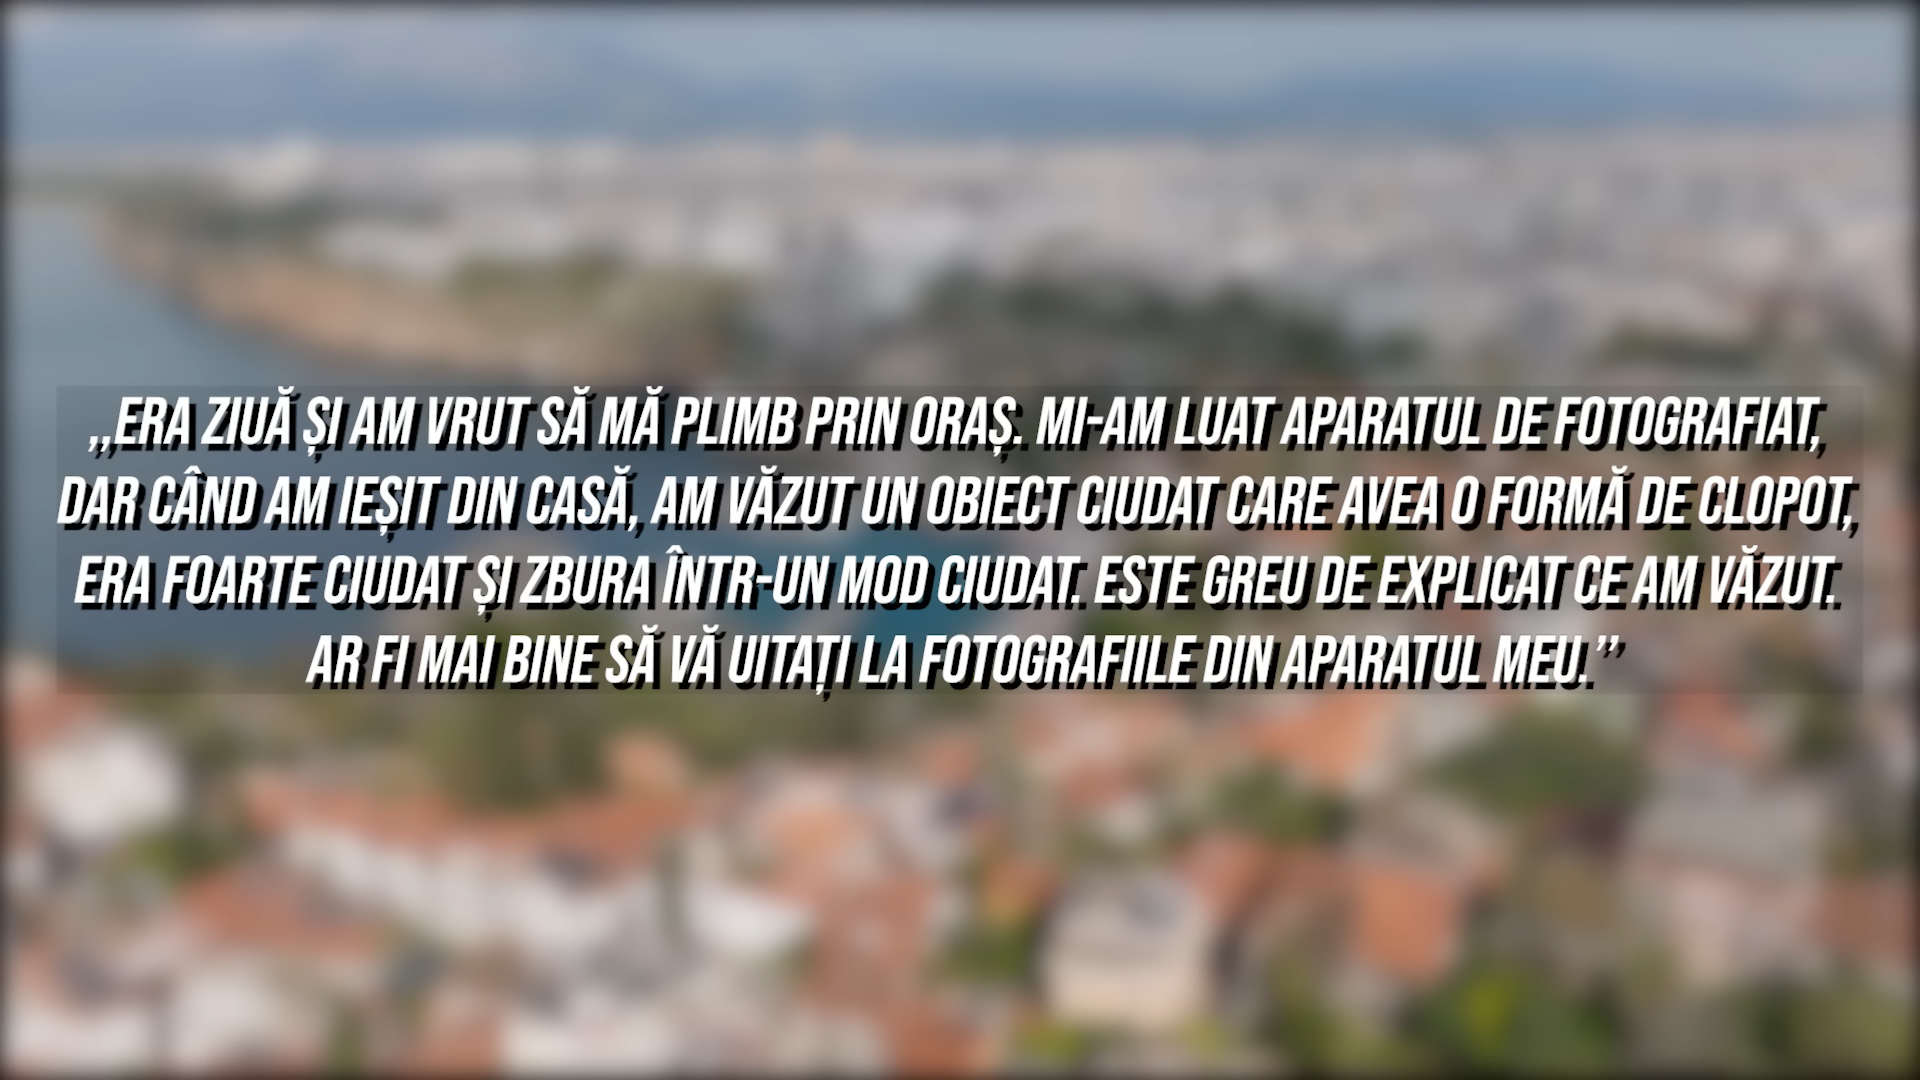 ,,ERA ZIUĂ ȘI AM VRUT SĂ MĂ PLIMB PRIN ORAȘ. MI-AM LUAT APARATUL DE FOTOGRAFIAT,
DAR CÂND AM IEȘIT DIN CASĂ, AM VĂZUT UN OBIECT CIUDAT CARE AVEA O FORMĂ DE CLOPOT,
ERA FOARTE CIUDAT ȘI ZBURA ÎNTR-UN MOD CIUDAT. ESTE GREU DE EXPLICAT CE AM VĂZUT.
AR FI MAI BINE SĂ VĂ UITAȚI LA FOTOGRAFIILE DIN APARATUL MEU.’’